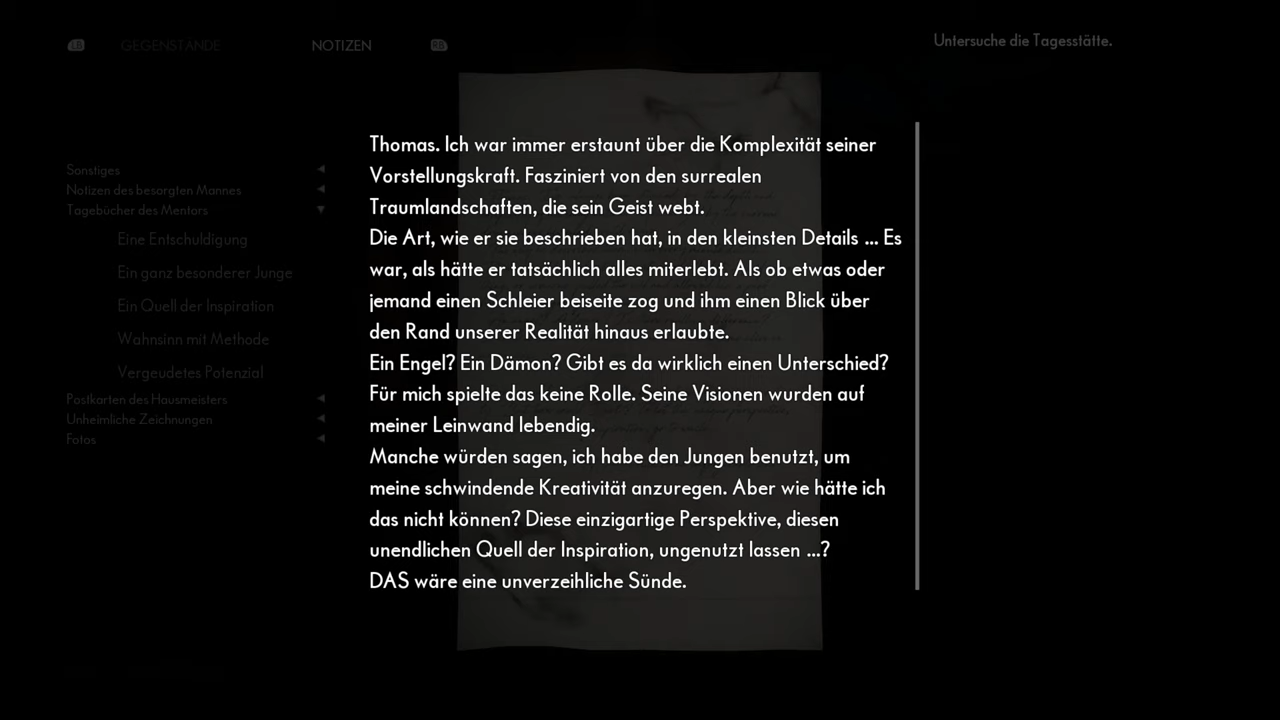 LB
GEGENSTÄNDE
NOTIZEN
RB
Untersuche die Tagesstätte.
Sonstiges
Notizen des besorgten Mannes
Tagebücher des Mentors
Eine Entschuldigung
Ein ganz besonderer Junge
Ein Quell der Inspiration
Wahnsinn mit Methode
Vergeudetes Potenzial
Postkarten des Hausmeisters
Unheimliche Zeichnungen
Fotos
Thomas. Ich war immer erstaunt über die Komplexität seiner
Vorstellungskraft. Fasziniert von den surrealen
Traumlandschaften, die sein Geist webt.
Die Art, wie er sie beschrieben hat, in den kleinsten Details ... Es
war, als hätte er tatsächlich alles miterlebt. Als ob etwas oder
jemand einen Schleier beiseite zog und ihm einen Blick über
den Rand unserer Realität hinaus erlaubte.
Ein Engel? Ein Dämon? Gibt es da wirklich einen Unterschied?
Für mich spielte das keine Rolle. Seine Visionen wurden auf
meiner Leinwand lebendig.
Manche würden sagen, ich habe den Jungen benutzt, um
meine schwindende Kreativität anzuregen. Aber wie hätte ich
das nicht können? Diese einzigartige Perspektive, diesen
unendlichen Quell der Inspiration, ungenutzt lassen ...?
DAS wäre eine unverzeihliche Sünde.